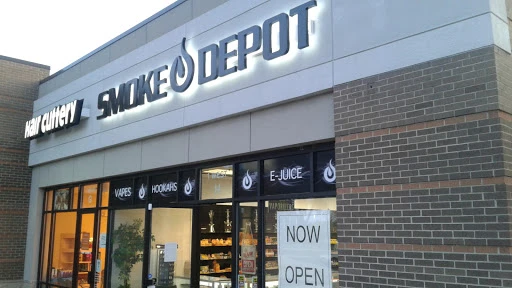 Hair Cuttery
SMOKE DEPOT
VAPES HOOKAHS E-JUICE
NOW
OPEN